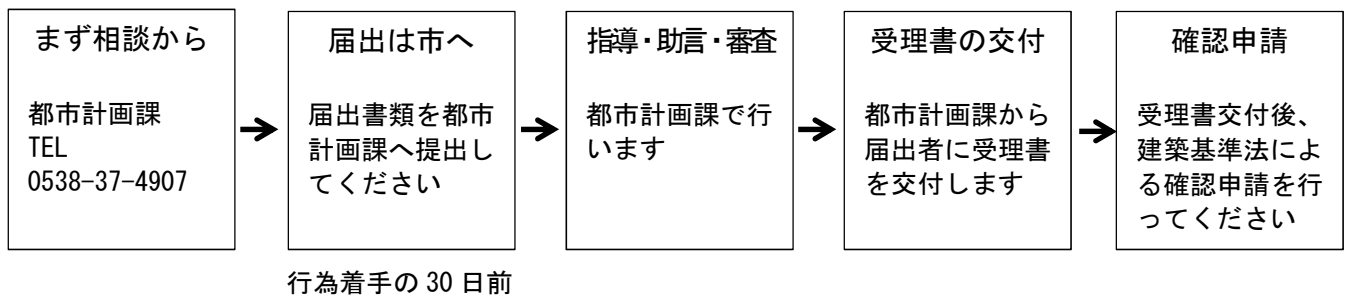 まず相談から
都市計画課
TEL
0538-37-4907
届出は市へ
届出書類を都市
計画課へ提出し
てください
指導・助言・審査
都市計画課で行
います
受理書の交付
都市計画課から
届出者に受理書
を交付します
確認申請
受理書交付後、
建築基準法によ
る確認申請を行
ってください
行為着手の 30 日前